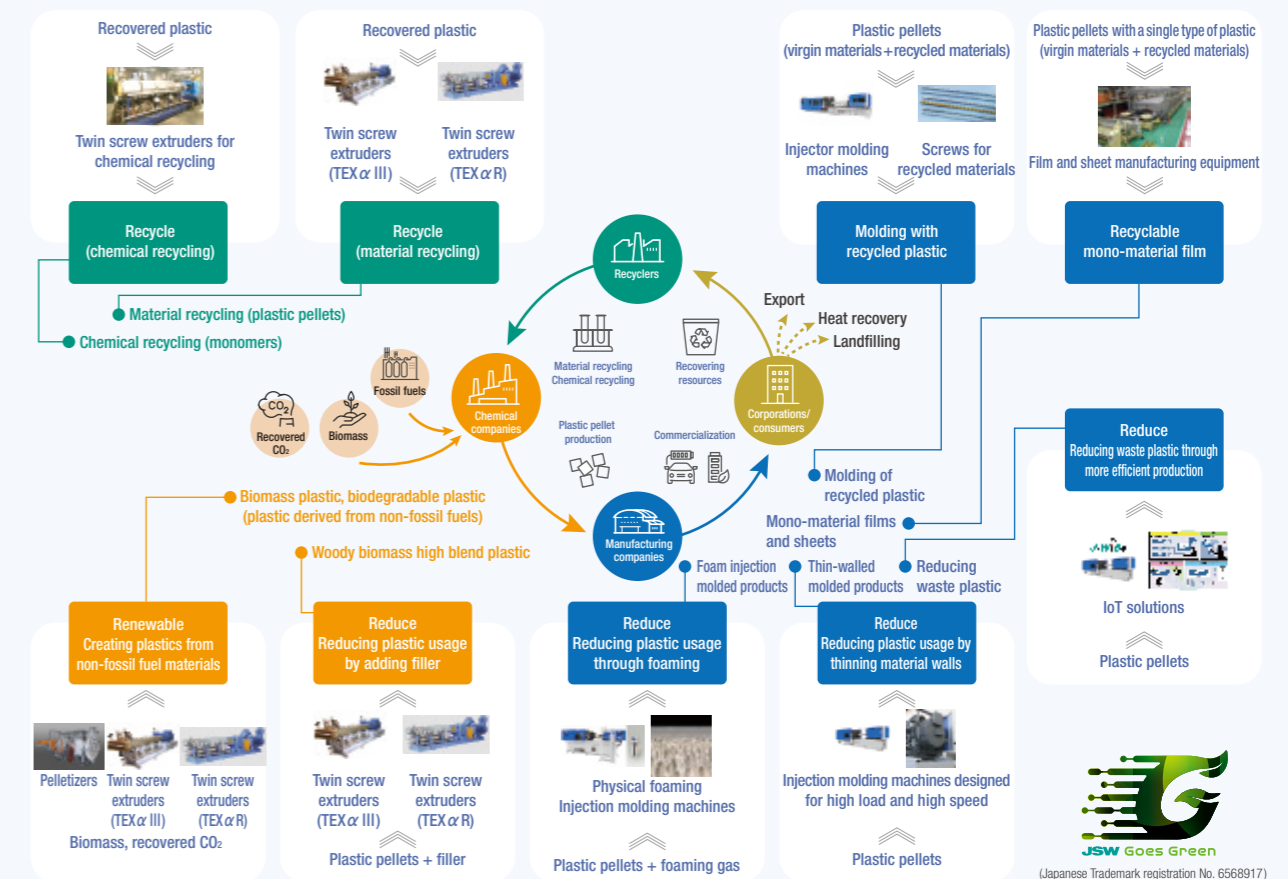 Recovered plastic
Twin screw extruders for
chemical recycling
Recycle
(chemical recycling)
Recovered plastic
Twin screw
extruders
(TEXα III)
Twin screw
extruders
(TEXαR)
Recycle
(material recycling)
Material recycling (plastic pellets)
Chemical recycling (monomers)
Plastic pellets
(virgin materials+recycled materials)
Injector molding
machines
Screws for
recycled materials
Molding with
recycled plastic
Plastic pellets with a single type of plastic
(virgin materials + recycled materials)
Film and sheet manufacturing equipment
Recyclable
mono-material film
Recyclers
Export
Heat recovery
Landfilling
Material recycling
Chemical recycling
Recovering
resources
Fossil fuels
CO2
Recovered
CO2
Biomass
Chemical
companies
Corporations/
consumers
Plastic pellet
production
Commercialization
Manufacturing
companies
Molding of
recycled plastic
Mono-material films
and sheets
Foam injection
molded products
Thin-walled
molded products
Reducing
waste plastic
Biomass plastic, biodegradable plastic
(plastic derived from non-fossil fuels)
Woody biomass high blend plastic
Reduce
Reducing waste plastic through
more efficient production
IoT solutions
Plastic pellets
Renewable
Creating plastics from
non-fossil fuel materials
Pelletizers
Twin screw
extruders
(TEXα III)
Twin screw
extruders
(TEXαR)
Biomass, recovered CO2
Reduce
Reducing plastic usage
by adding filler
Twin screw
extruders
(TEXα III)
Twin screw
extruders
(TEXαR)
Plastic pellets + filler
Reduce
Reducing plastic usage
through foaming
Physical foaming
Injection molding machines
Plastic pellets + foaming gas
Reduce
Reducing plastic usage by
thinning material walls
Injection molding machines designed
for high load and high speed
Plastic pellets
JSW Goes Green
(Japanese Trademark registration No. 6568917)